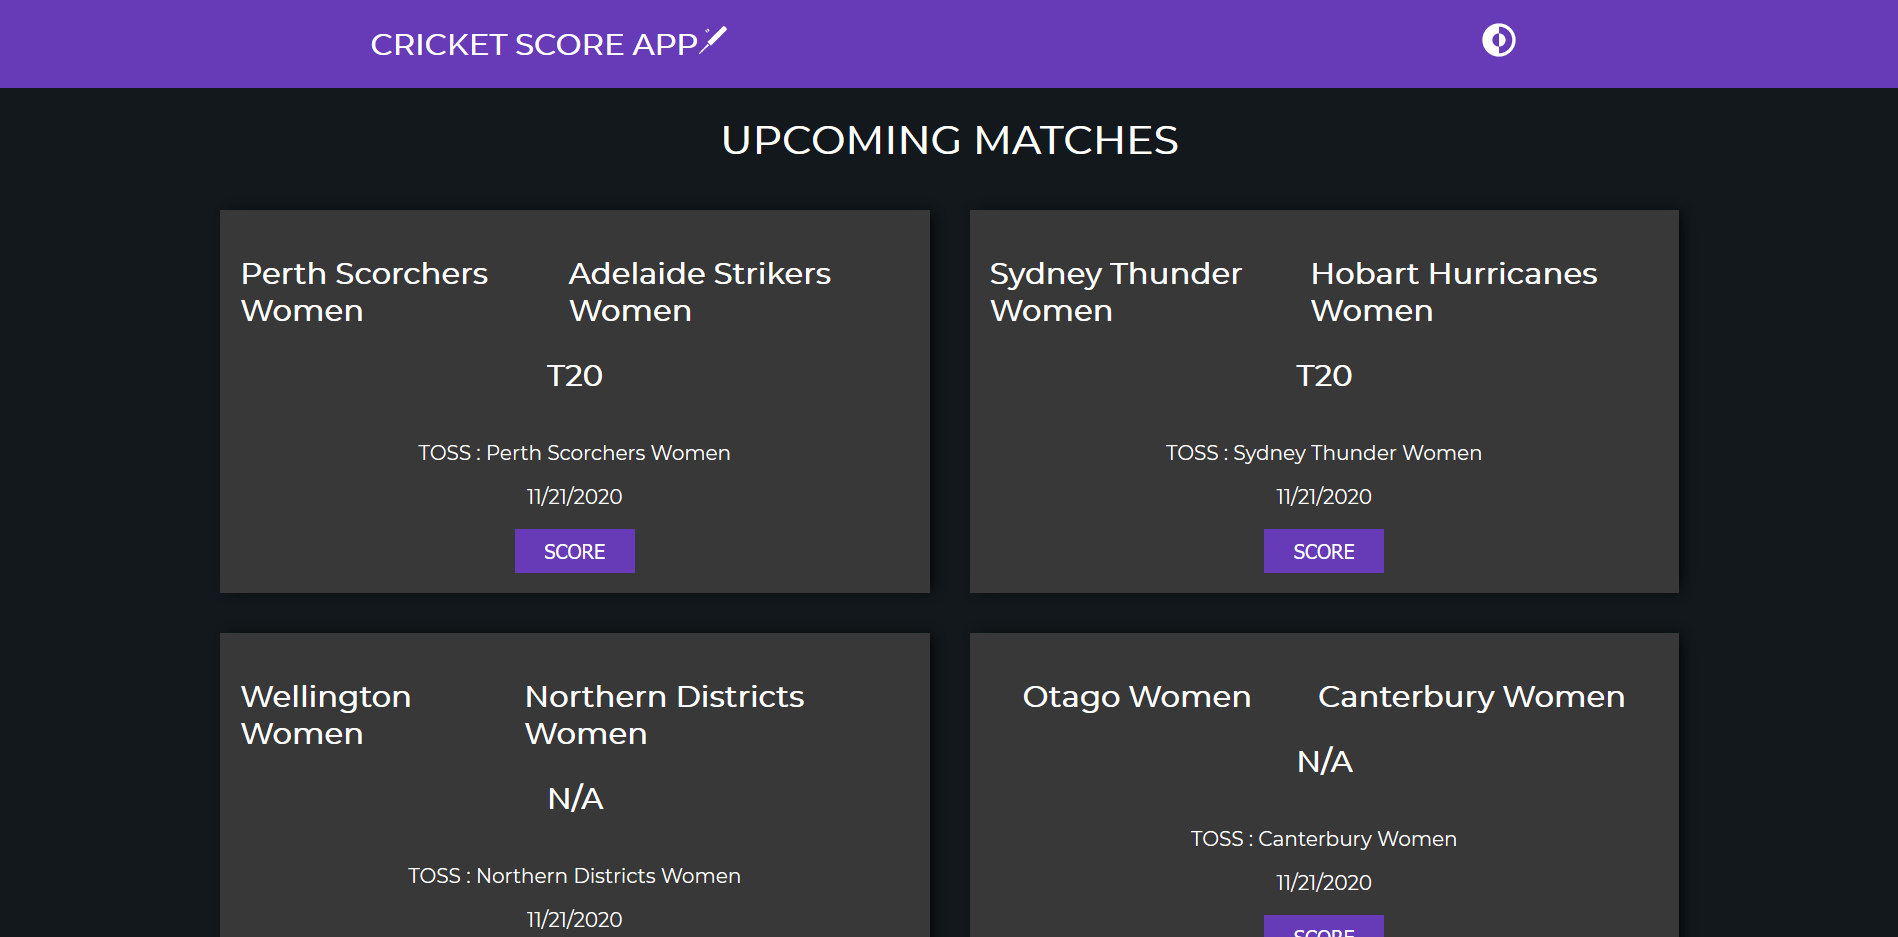 CRICKET SCORE APP
UPCOMING MATCHES
Perth Scorchers
Women
Adelaide Strikers
Women
T20
TOSS : Perth Scorchers Women
11/21/2020
SCORE
Sydney Thunder
Women
Hobart Hurricanes
Women
T20
TOSS : Sydney Thunder Women
11/21/2020
SCORE
Wellington
Women
Northern Districts
Women
N/A
TOSS : Northern Districts Women
11/21/2020
Otago Women
Canterbury Women
N/A
TOSS : Canterbury Women
11/21/2020
SCORE